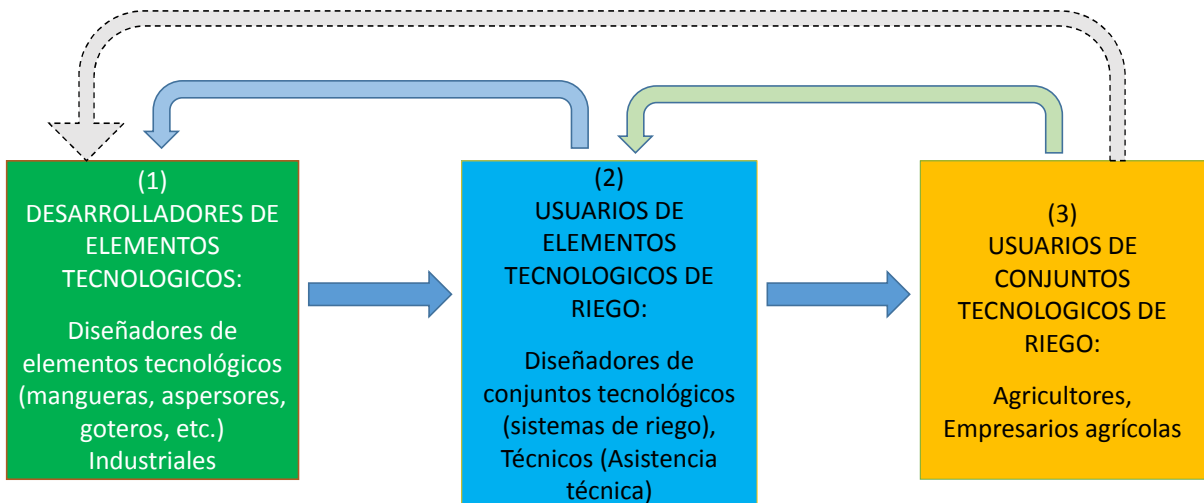 (1)
DESARROLLADORES DE
ELEMENTOS
TECNOLOGICOS:
Diseñadores de
elementos tecnológicos
(mangueras, aspersores,
goteros, etc.)
Industriales
(2)
USUARIOS DE
ELEMENTOS
TECNOLOGICOS DE
RIEGO:
Diseñadores de
conjuntos tecnológicos
(sistemas de riego),
Técnicos (Asistencia
técnica)
(3)
USUARIOS DE
CONJUNTOS
TECNOLOGICOS DE
RIEGO:
Agricultores,
Empresarios agrícolas